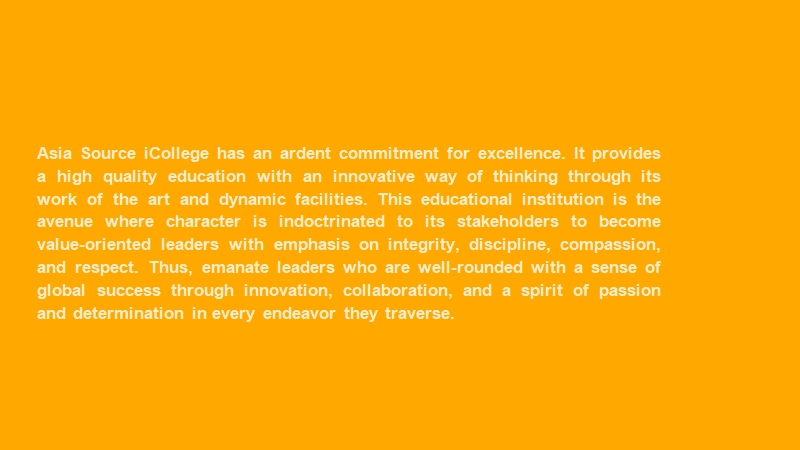 Asia Source iCollege has an ardent commitment for excellence. It provides
a high quality education with an innovative way of thinking through its
work of the art and dynamic facilities. This educational institution is the
avenue where character is indoctrinated to its stakeholders to become
value-oriented leaders with emphasis on integrity, discipline, compassion,
and respect. Thus, emanate leaders who are well-rounded with a sense of
global success through innovation, collaboration, and a spirit of passion
and determination in every endeavor they traverse.